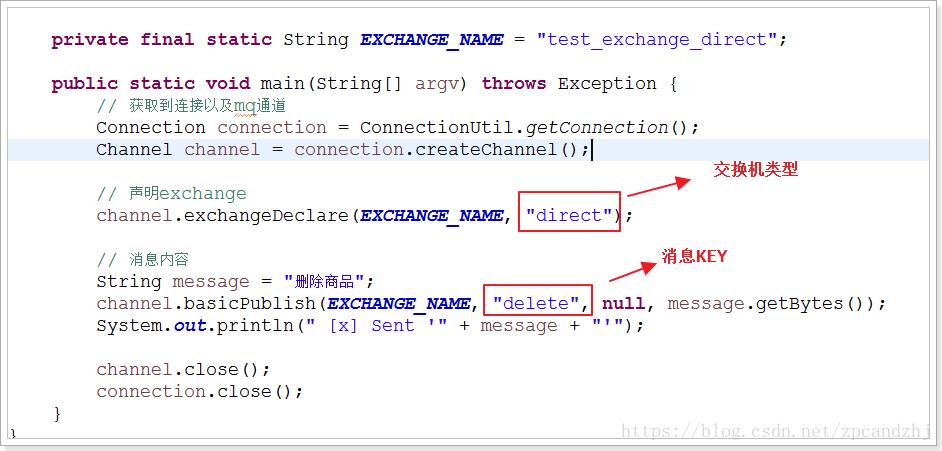 private final static String EXCHANGE_NAME = "test_exchange_direct";
public static void main(String[] argv) throws Exception {
// 获取到连接以及mq通道
Connection connection = ConnectionUtil.getConnection();
Channel channel = connection.createChannel();
交换机类型
// 声明exchange
channel.exchangeDeclare(EXCHANGE_NAME, "direct");
// 消息内容
消息KEY
String message = "删除商品";
channel.basicPublish(EXCHANGE_NAME, "delete", null, message.getBytes());
System.out.println(" [x] Sent '" + message + "'");
channel.close();
connection.close();
}
}
https://blog.csdn.net/zpcandzhj